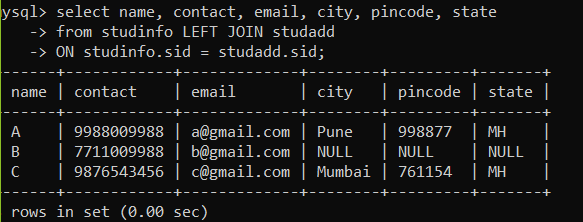 ysql> select name, contact, email, city, pincode, state
-> from studinfo LEFT JOIN studadd
-> ON studinfo.sid = studadd.sid;
------+------------+-------------+--------+---------+-------+
name | contact | email | city | pincode | state |
------+------------+-------------+--------+---------+-------+
A | 9988009988 | a@gmail.com | Pune | 998877 | MH |
B | 7711009988 | b@gmail.com | NULL | NULL | NULL |
C | 9876543456 | c@gmail.com | Mumbai | 761154 | MH |
------+------------+-------------+--------+---------+-------+
rows in set (0.00 sec)